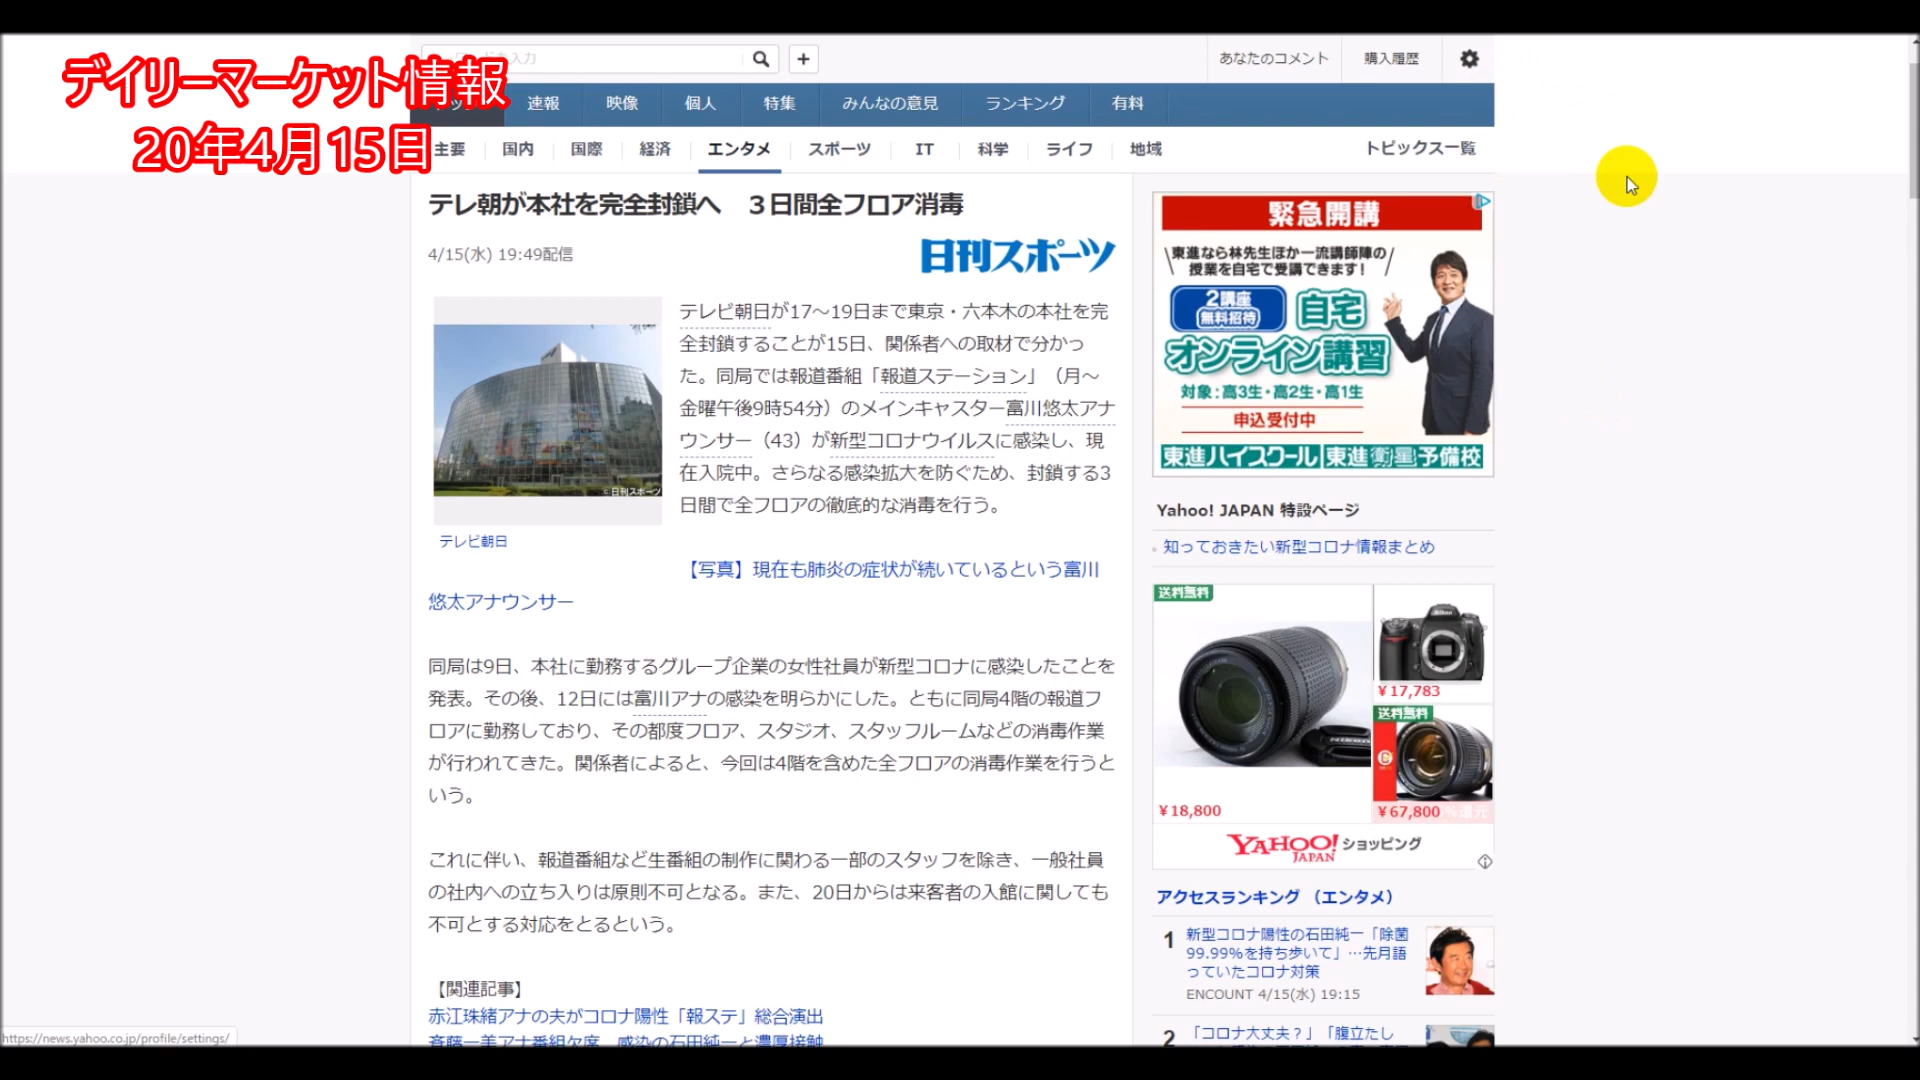 デイリーマーケット情報
20年4月15日
あなたのコメント
購入履歴
速報
映像
個人
特集
みんなの意見
ランキング
有料
主要
国内
国際
経済
エンタメ
スポーツ
IT
科学
ライフ
地域
トピックス一覧
テレ朝が本社を完全封鎖へ　３日間全フロア消毒
4/15(水) 19:49配信
日刊スポーツ
テレビ朝日が17～19日まで東京・六本木の本社を完
全封鎖することが15日、関係者への取材で分かっ
た。同局では報道番組「報道ステーション」（月～
金曜午後9時54分）のメインキャスター富川悠太アナ
ウンサー（43）が新型コロナウイルスに感染し、現
在入院中。さらなる感染拡大を防ぐため、封鎖する3
日間で全フロアの徹底的な消毒を行う。
©日刊スポーツ
テレビ朝日
【写真】現在も肺炎の症状が続いているという富川
悠太アナウンサー
同局は9日、本社に勤務するグループ企業の女性社員が新型コロナに感染したことを
発表。その後、12日には富川アナの感染を明らかにした。ともに同局4階の報道フ
ロアに勤務しており、その都度フロア、スタジオ、スタッフルームなどの消毒作業
が行われてきた。関係者によると、今回は4階を含めた全フロアの消毒作業を行うと
いう。
これに伴い、報道番組など生番組の制作に関わる一部のスタッフを除き、一般社員
の社内への立ち入りは原則不可となる。また、20日からは来客者の入館に関しても
不可とする対応をとるという。
【関連記事】
赤江珠緒アナの夫がコロナ陽性「報ステ」総合演出
斉藤一美アナ番組欠席　感染の石田純一と濃厚接触
https://news.yahoo.co.jp/profile/settings/
緊急開講
東進なら林先生ほか一流講師陣の
授業を自宅で受講できます！
2講座
無料招待
自宅
オンライン講習
対象：高3生・高2生・高1生
申込受付中
東進ハイスクール 東進衛星予備校
Yahoo! JAPAN 特設ページ
知っておきたい新型コロナ情報まとめ
送料無料
¥18,800
¥17,783
送料無料
¥67,800
YAHOO! JAPAN ショッピング
アクセスランキング （エンタメ）
1
新型コロナ陽性の石田純一「除菌
99.99%を持ち歩いて」…先月語
っていたコロナ対策
ENCOUNT 4/15(水) 19:15
2
「コロナ大丈夫？」「腹立たし